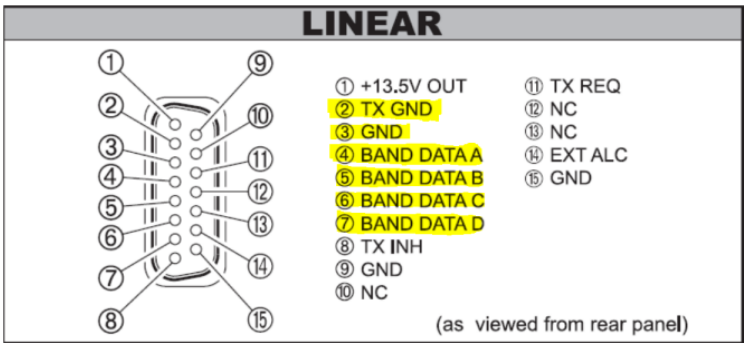 LINEAR
① ⑨
② ⑩
③ ⑪
④ ⑫
⑤ ⑬
⑥ ⑭
⑦
⑧ ⑮
① +13.5V OUT
② TX GND
③ GND
④ BAND DATA A
⑤ BAND DATA B
⑥ BAND DATA C
⑦ BAND DATA D
⑧ TX INH
⑨ GND
⑩ NC
⑪ TX REQ
⑫ NC
⑬ NC
⑭ EXT ALC
⑮ GND
(as viewed from rear panel)